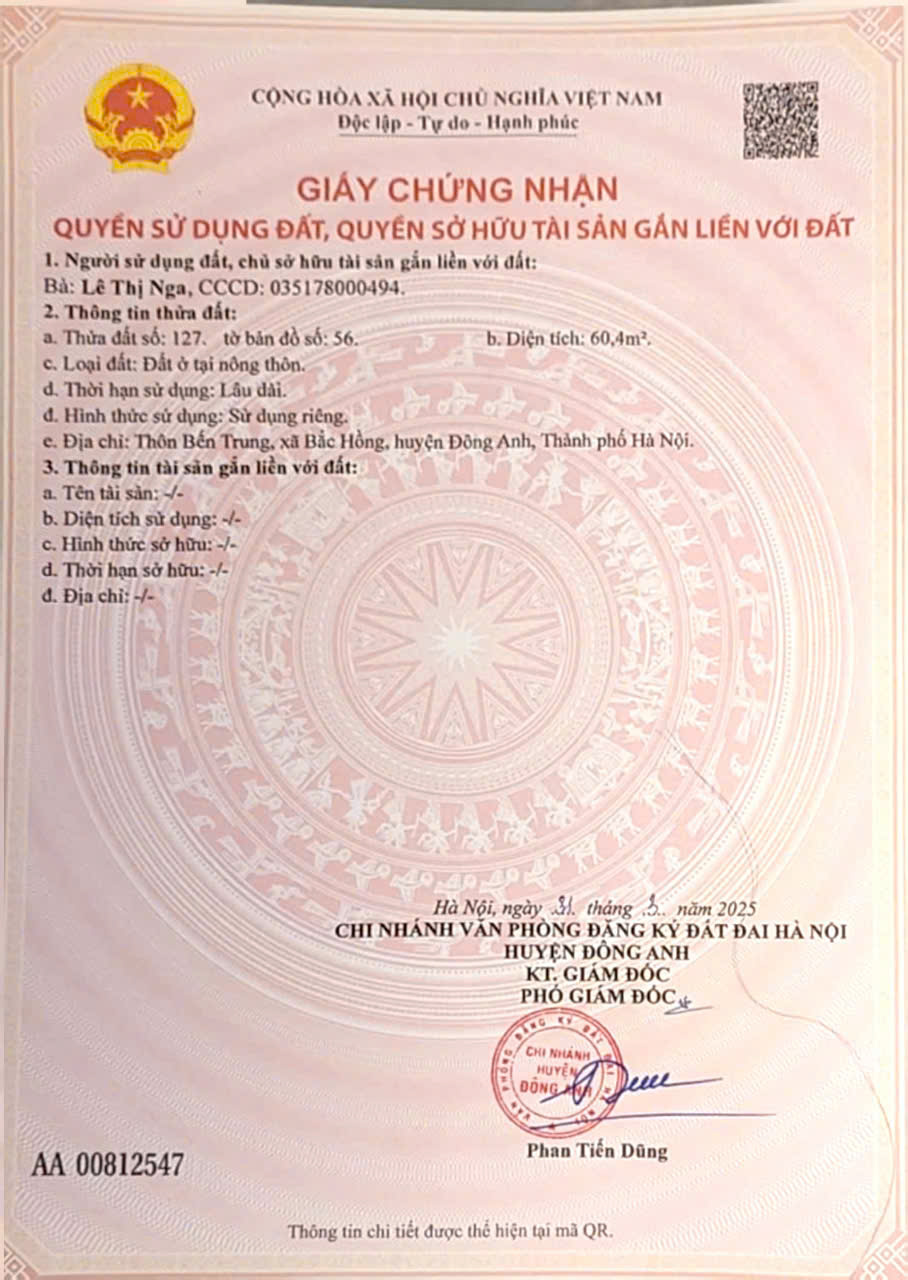 CỘNG HÒA XÃ HỘI CHỦ NGHĨA VIỆT NAM
Độc lập - Tự do - Hạnh phúc
GIẤY CHỨNG NHẬN
QUYỀN SỬ DỤNG ĐẤT, QUYỀN SỞ HỮU TÀI SẢN GẮN LIỀN VỚI ĐẤT
1. Người sử dụng đất, chủ sở hữu tài sản gắn liền với đất:
Bà: Lê Thị Nga, CCCD: 035178000494.
2. Thông tin thửa đất:
a. Thửa đất số: 127. tờ bản đồ số: 56. b. Diện tích: 60,4m².
c. Loại đất: Đất ở tại nông thôn.
d. Thời hạn sử dụng: Lâu dài.
đ. Hình thức sử dụng: Sử dụng riêng.
e. Địa chỉ: Thôn Bến Trung, xã Bắc Hồng, huyện Đông Anh, Thành phố Hà Nội.
3. Thông tin tài sản gắn liền với đất:
a. Tên tài sản: -/-
b. Diện tích sử dụng: -/-
c. Hình thức sở hữu: -/-
d. Thời hạn sở hữu: -/-
đ. Địa chỉ: -/-
Hà Nội, ngày tháng năm 2025
CHI NHÁNH VĂN PHÒNG ĐĂNG KÝ ĐẤT ĐAI HÀ NỘI
HUYỆN ĐÔNG ANH
KT. GIÁM ĐỐC
PHÓ GIÁM ĐỐC
VĂN PHÒNG ĐĂNG KÝ ĐẤT ĐAI HÀ NỘI
CHI NHÁNH
HUYỆN
ĐÔNG ANH
Phan Tiến Dũng
AA 00812547
Thông tin chi tiết được thể hiện tại mã QR.